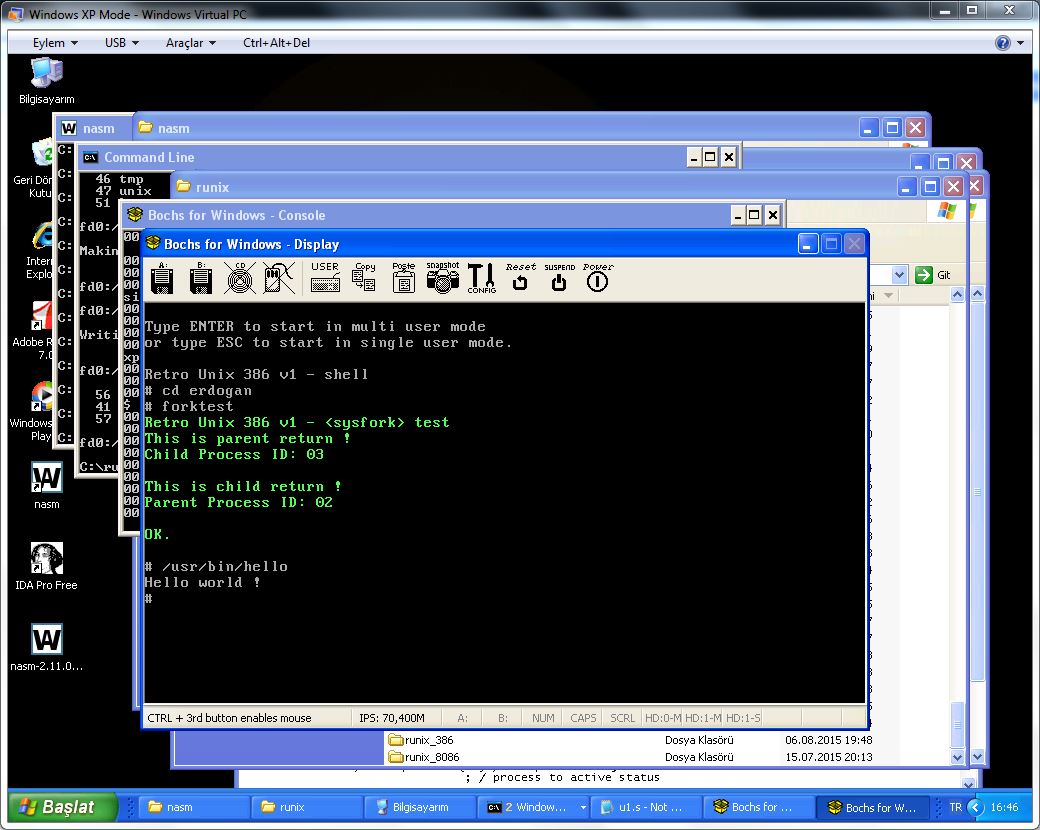 Windows XP Mode - Windows Virtual PC
Eylem USB Araçlar Ctrl+Alt+Del
Bilgisayarım
Geri Dön
Kutu
Intern
Explo
Adobe R
7.0
Windows
Play
nasm
IDA Pro Free
nasm-2.11.0...
nasm
nasm
C:
C:
C:
C:
C:
C:
C:
C:
C:
C:
C:
C:
C:
Command Line
46 tmp
47 unix
51
fd0:/
Makin
fd0:/
fd0:/
Writi
fd0:/
56
41
57
fd0:/
C:\ru
runix
Git
Bochs for Windows - Console
Bochs for Windows - Display
A: B: CD USER Copy Poste snapshot CONFIG Reset SUSPEND Power
Type ENTER to start in multi user mode
or type ESC to start in single user mode.
Retro Unix 386 v1 - shell
# cd erdogan
# forktest
Retro Unix 386 v1 - <sysfork> test
This is parent return !
Child Process ID: 03
This is child return !
Parent Process ID: 02
OK.
# /usr/bin/hello
Hello world !
#
CTRL + 3rd button enables mouse IPS: 70,400M A: B: NUM CAPS SCRL HD:0-M HD:1-M HD:1-S
runix_386 Dosya Klasörü 06.08.2015 19:48
runix_8086 Dosya Klasörü 15.07.2015 20:13
; / process to active status
Başlat nasm runix Bilgisayarım 2 Window... u1.s - Not ... Bochs for ... Bochs for W... TR 16:46